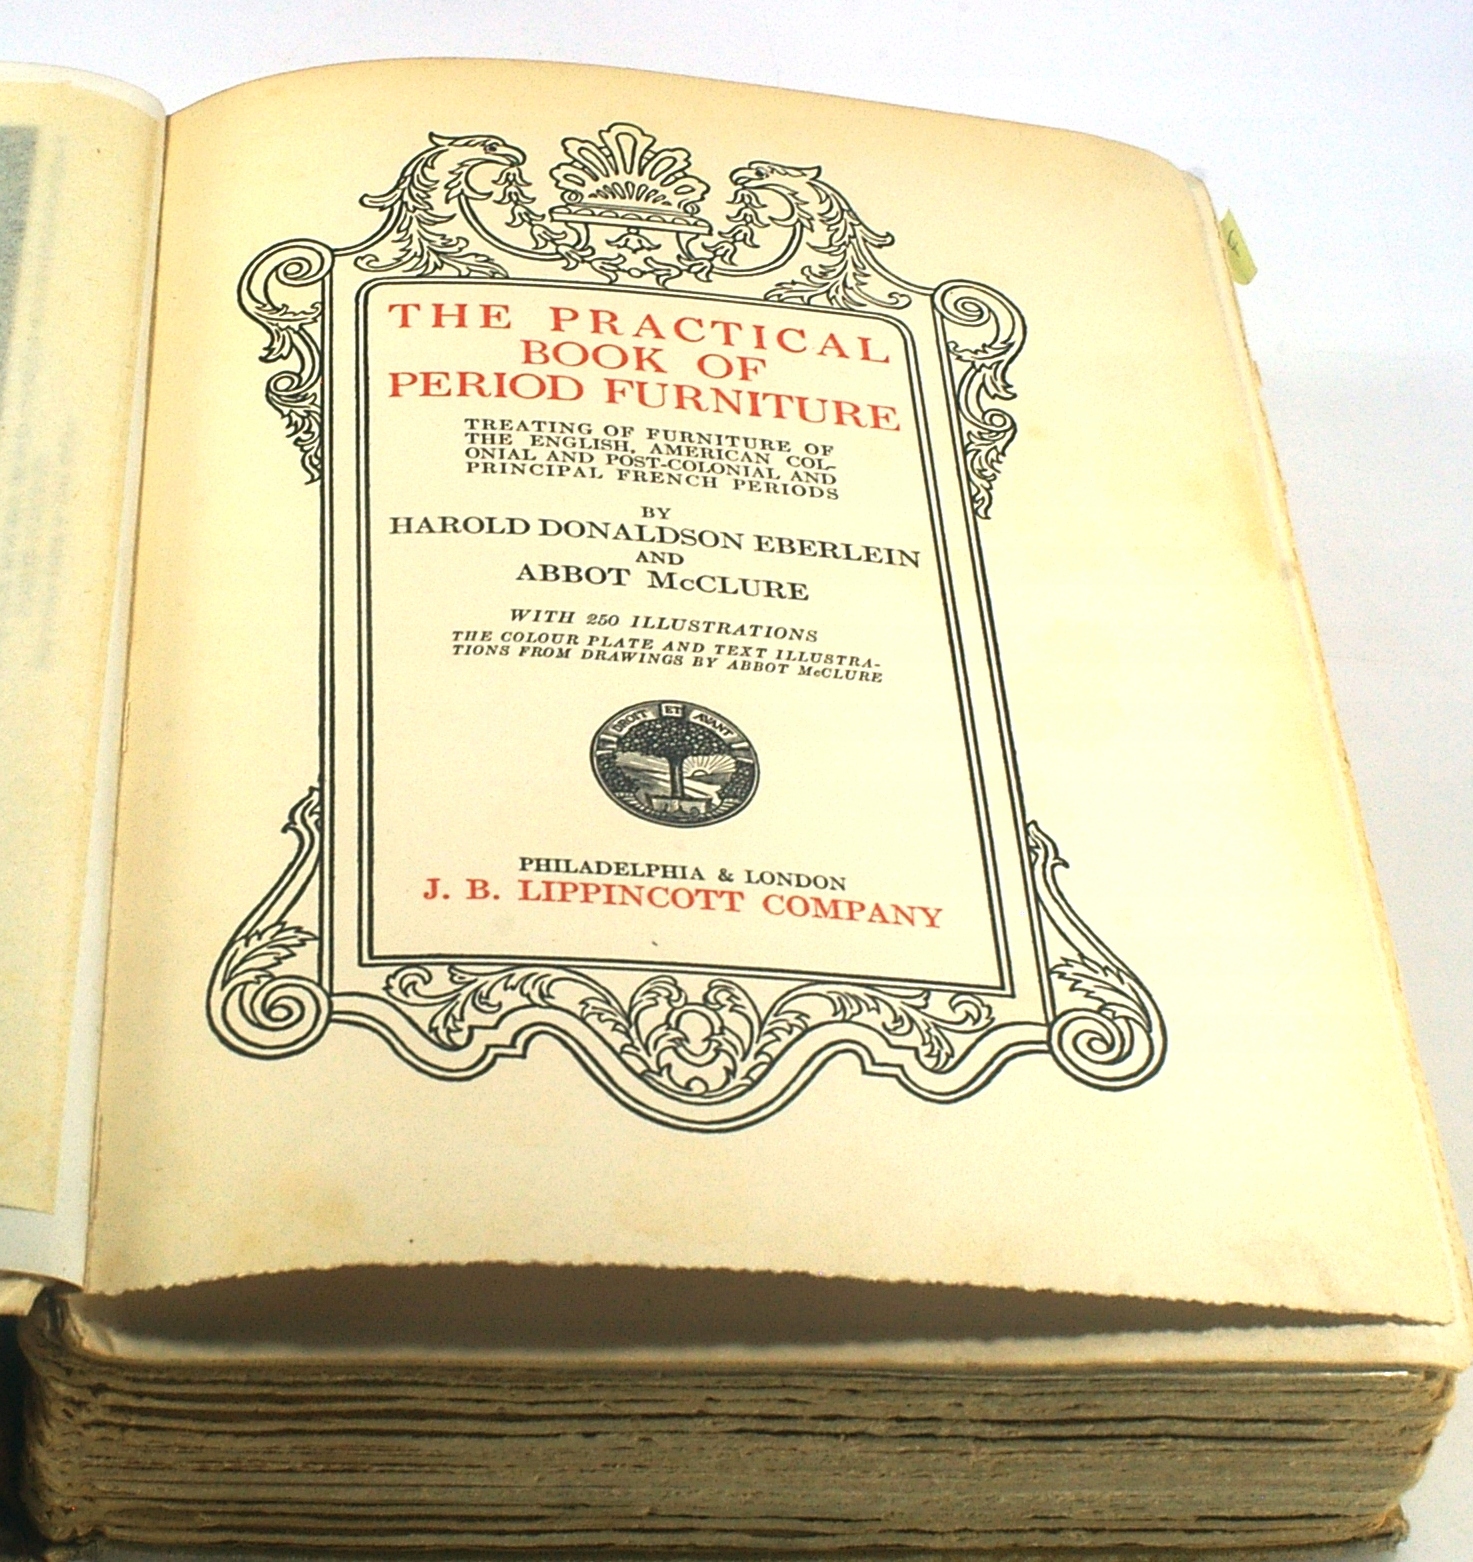 THE PRACTICAL
BOOK OF
PERIOD FURNITURE
TREATING OF FURNITURE OF
THE ENGLISH, AMERICAN COL-
ONIAL AND POST-COLONIAL AND
PRINCIPAL FRENCH PERIODS
BY
HAROLD DONALDSON EBERLEIN
AND
ABBOT McCLURE
WITH 250 ILLUSTRATIONS
THE COLOUR PLATE AND TEXT ILLUSTRA-
TIONS FROM DRAWINGS BY ABBOT McCLURE
DROIT ET AVANT
PHILADELPHIA & LONDON
J. B. LIPPINCOTT COMPANY